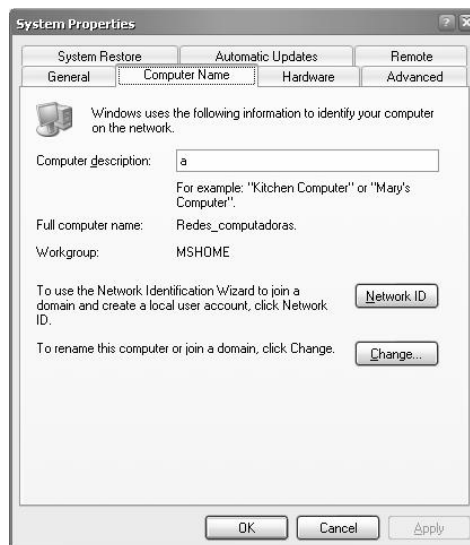 System Properties
System Restore Automatic Updates Remote
General Computer Name Hardware Advanced
Windows uses the following information to identify your computer
on the network.
Computer description: a
For example: "Kitchen Computer" or "Mary's
Computer".
Full computer name: Redes_computadoras.
Workgroup: MSHOME
To use the Network Identification Wizard to join a
domain and create a local user account, click Network
ID.
Network ID
To rename this computer or join a domain, click Change.
Change...
OK Cancel Apply